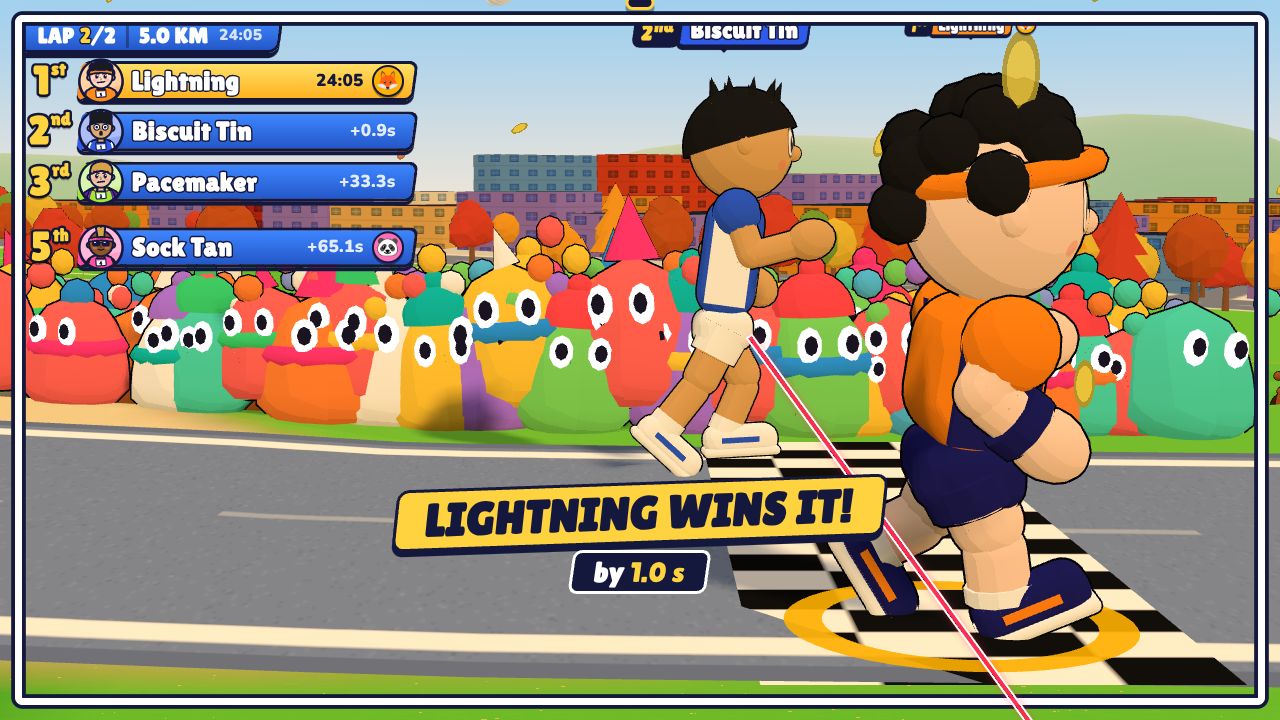 LAP 2/2 5.0 KM 24:05
2nd Biscuit Tin
Lightning
1st Lightning 24:05
2nd Biscuit Tin +0.9s
3rd Pacemaker +33.3s
5th Sock Tan +65.1s
LIGHTNING WINS IT!
by 1.0 s